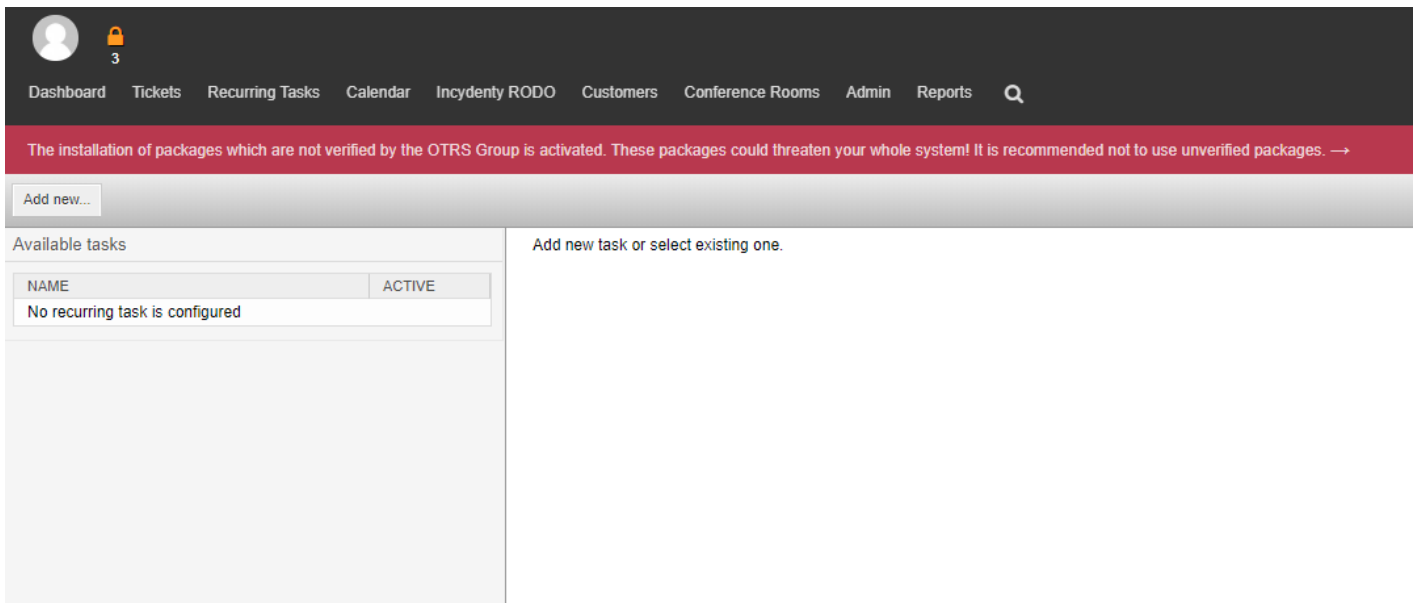 3
Dashboard Tickets Recurring Tasks Calendar Incydenty RODO Customers Conference Rooms Admin Reports
The installation of packages which are not verified by the OTRS Group is activated. These packages could threaten your whole system! It is recommended not to use unverified packages. →
Add new...
Available tasks
Add new task or select existing one.
NAME ACTIVE
No recurring task is configured